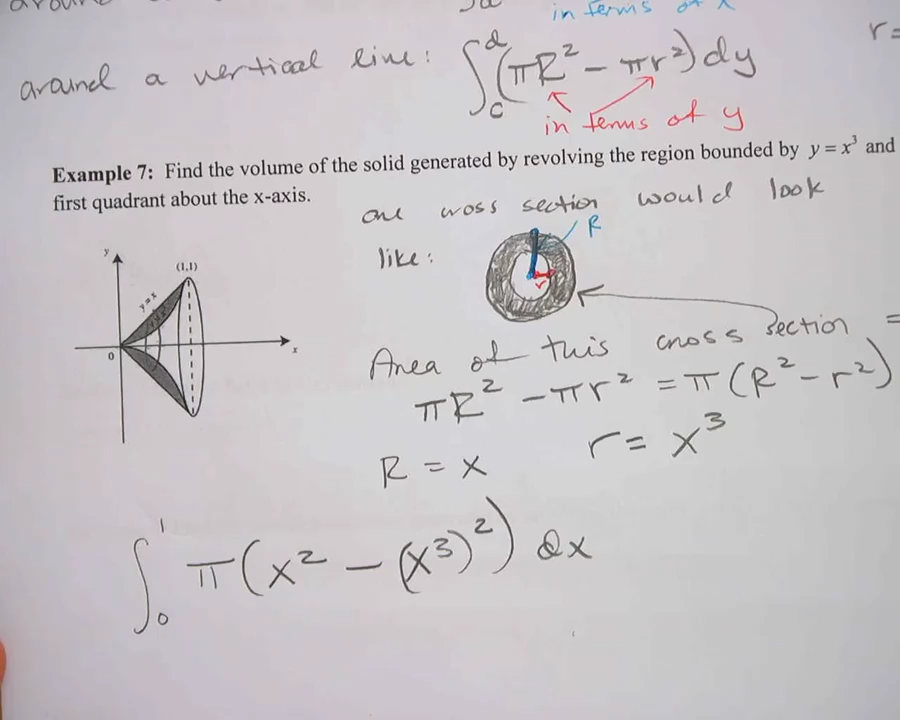 around a
in terms of x
r=
around a vertical line: ∫_c^d (πR² − πr²) dy
in terms of y
Example 7: Find the volume of the solid generated by revolving the region bounded by y = x³ and
first quadrant about the x-axis.
one cross section would look
like:
R
r
y
(1,1)
y = x
0
x
Area of this cross section =
πR² − πr² = π(R² − r²)
R = x r = x³
∫_0^1 π(x² − (x³)²) dx